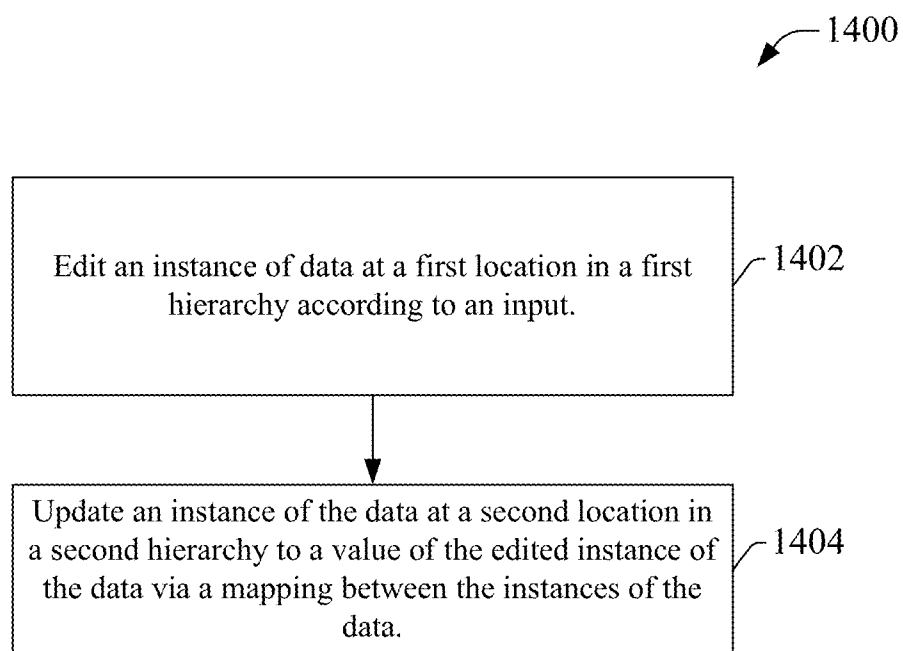 1400
Edit an instance of data at a first location in a first
hierarchy according to an input.
1402
Update an instance of the data at a second location in
a second hierarchy to a value of the edited instance of
the data via a mapping between the instances of the
data.
1404